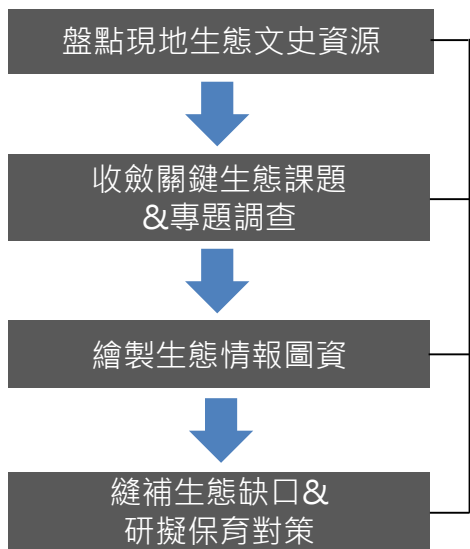 盤點現地生態文史資源
收斂關鍵生態課題
&專題調查
繪製生態情報圖資
縫補生態缺口&
研擬保育對策